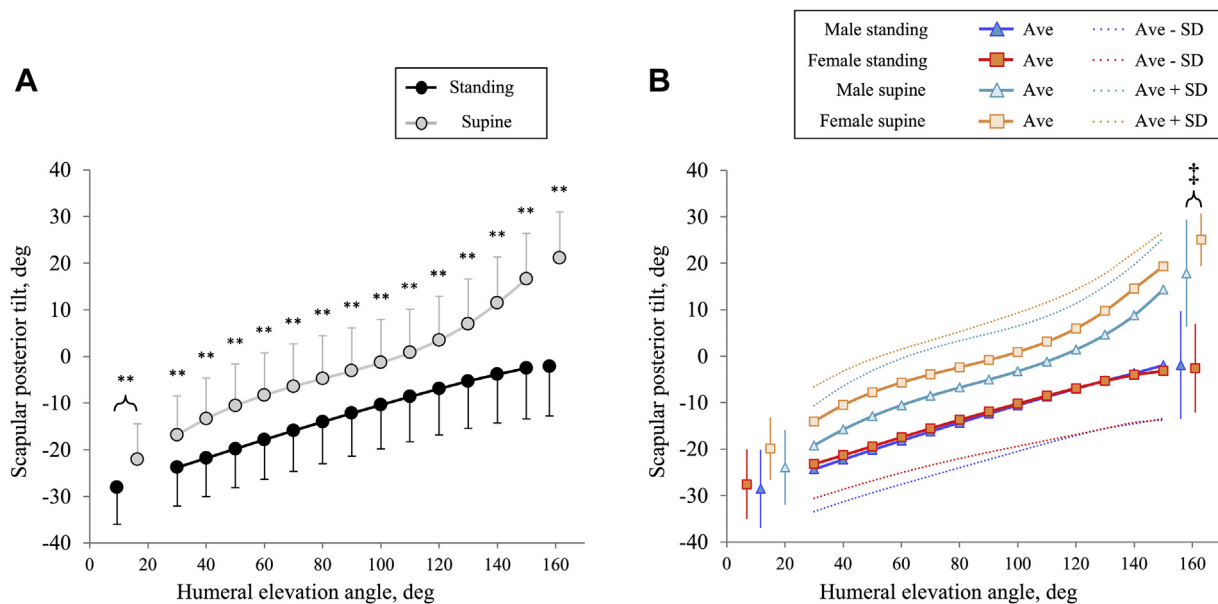 A
Standing
Supine
Scapular posterior tilt, deg
40
30
20
10
0
-10
-20
-30
-40
** ** ** ** ** ** ** ** ** ** ** ** ** ** **
0 20 40 60 80 100 120 140 160
Humeral elevation angle, deg
B
Male standing Ave Ave - SD
Female standing Ave Ave - SD
Male supine Ave Ave + SD
Female supine Ave Ave + SD
Scapular posterior tilt, deg
40
30
20
10
0
-10
-20
-30
-40
‡
0 20 40 60 80 100 120 140 160
Humeral elevation angle, deg